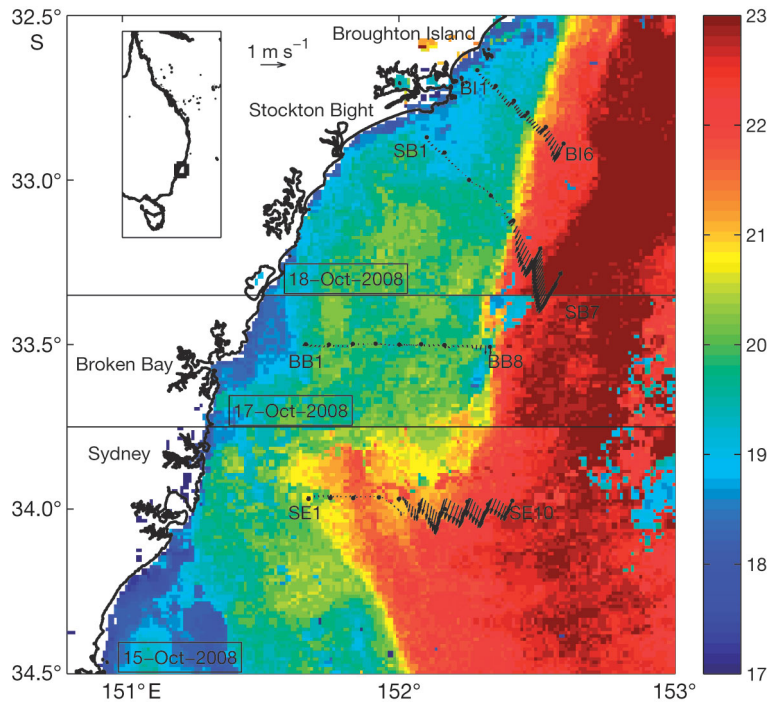 32.5°
S
33.0°
33.5°
34.0°
34.5°
151°E
152°
153°
1 m s⁻¹
Broughton Island
Stockton Bight
BI1
BI6
SB1
SB7
18–Oct–2008
Broken Bay
BB1
BB8
17–Oct–2008
Sydney
SE1
SE10
15–Oct–2008
23
22
21
20
19
18
17